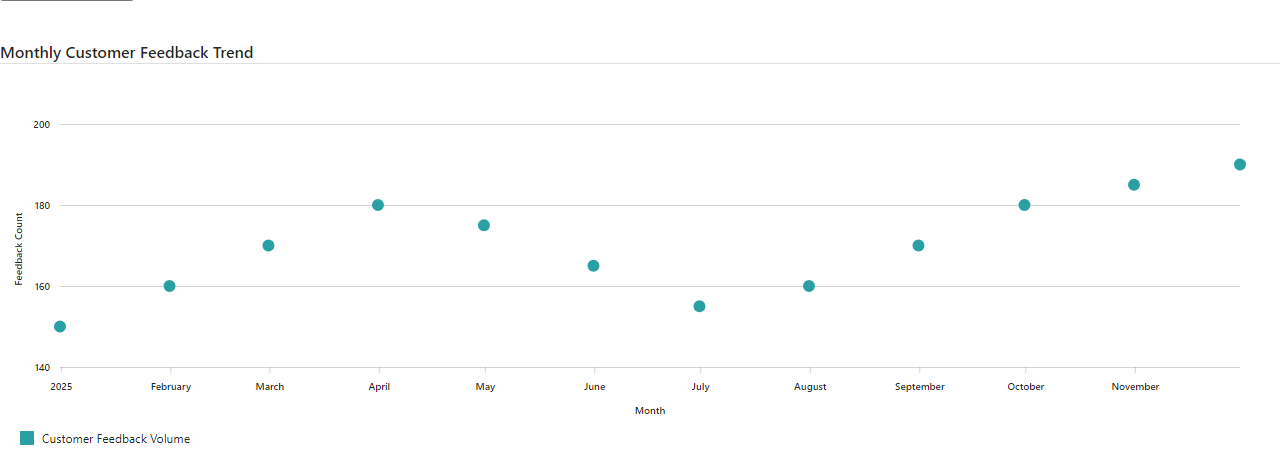 Monthly Customer Feedback Trend
200
180
160
140
Feedback Count
2025 February March April May June July August September October November
Month
Customer Feedback Volume